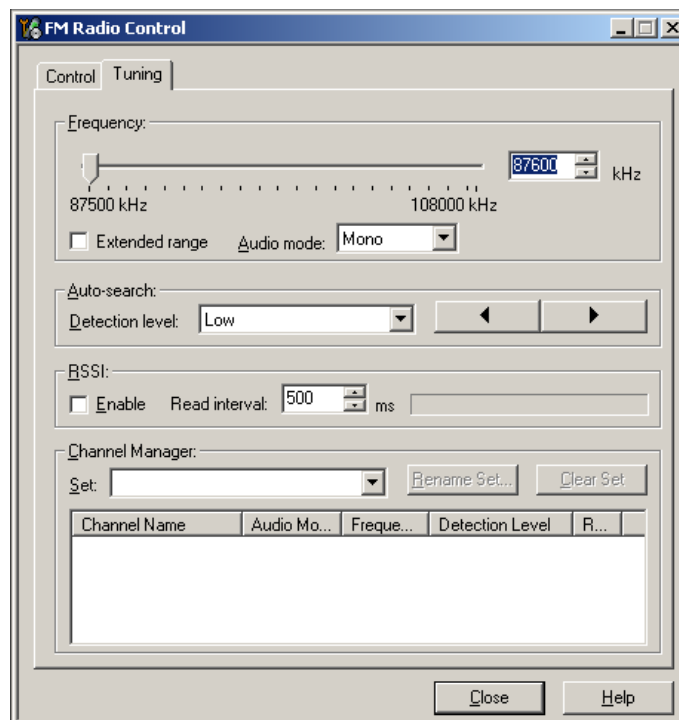 FM Radio Control
Control Tuning
Frequency:
87600 kHz
87500 kHz 108000 kHz
Extended range Audio mode: Mono
Auto-search:
Detection level: Low
RSSI:
Enable Read interval: 500 ms
Channel Manager:
Set: Rename Set... Clear Set
Channel Name Audio Mo... Freque... Detection Level R...
Close Help